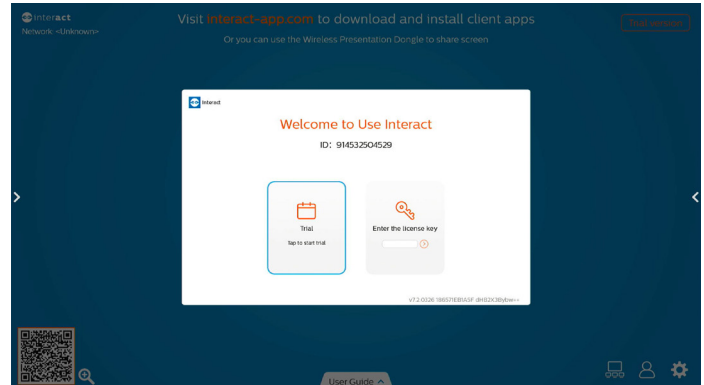 interact
Network: <Unknown>
Visit interact-app.com to download and install client apps
Or you can use the Wireless Presentation Dongle to share screen
Trial version
Interact
Welcome to Use Interact
ID: 914532504529
Trial
Tap to start trial
Enter the license key
User Guide